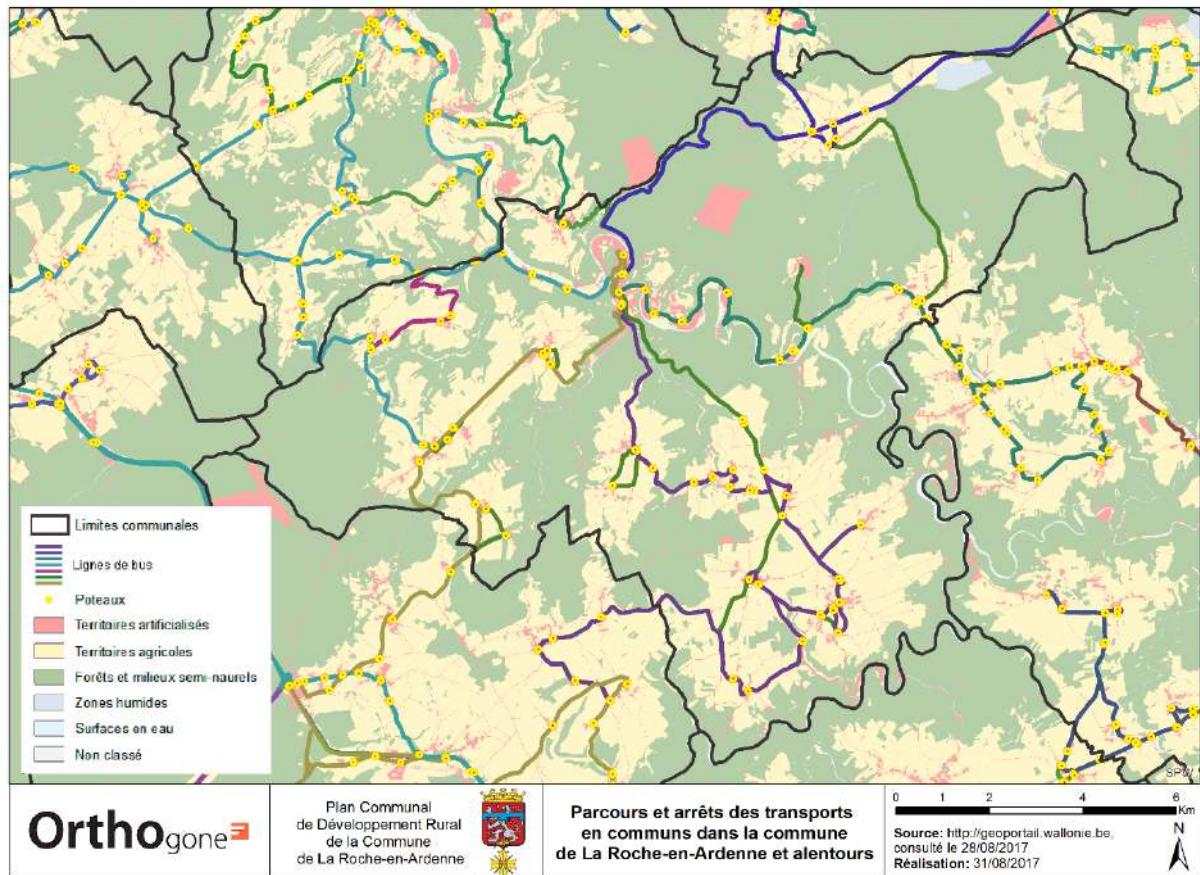 Limites communales
Lignes de bus
Poteaux
Territoires artificialisés
Territoires agricoles
Forêts et milieux semi-naurels
Zones humides
Surfaces en eau
Non classé
SPW
Orthogone
Plan Communal
de Développement Rural
de la Commune
de La Roche-en-Ardenne
Parcours et arrêts des transports
en communs dans la commune
de La Roche-en-Ardenne et alentours
0 1 2 4 6
Km
Source: http://geoportail.wallonie.be,
consulté le 28/08/2017
Réalisation: 31/08/2017
N